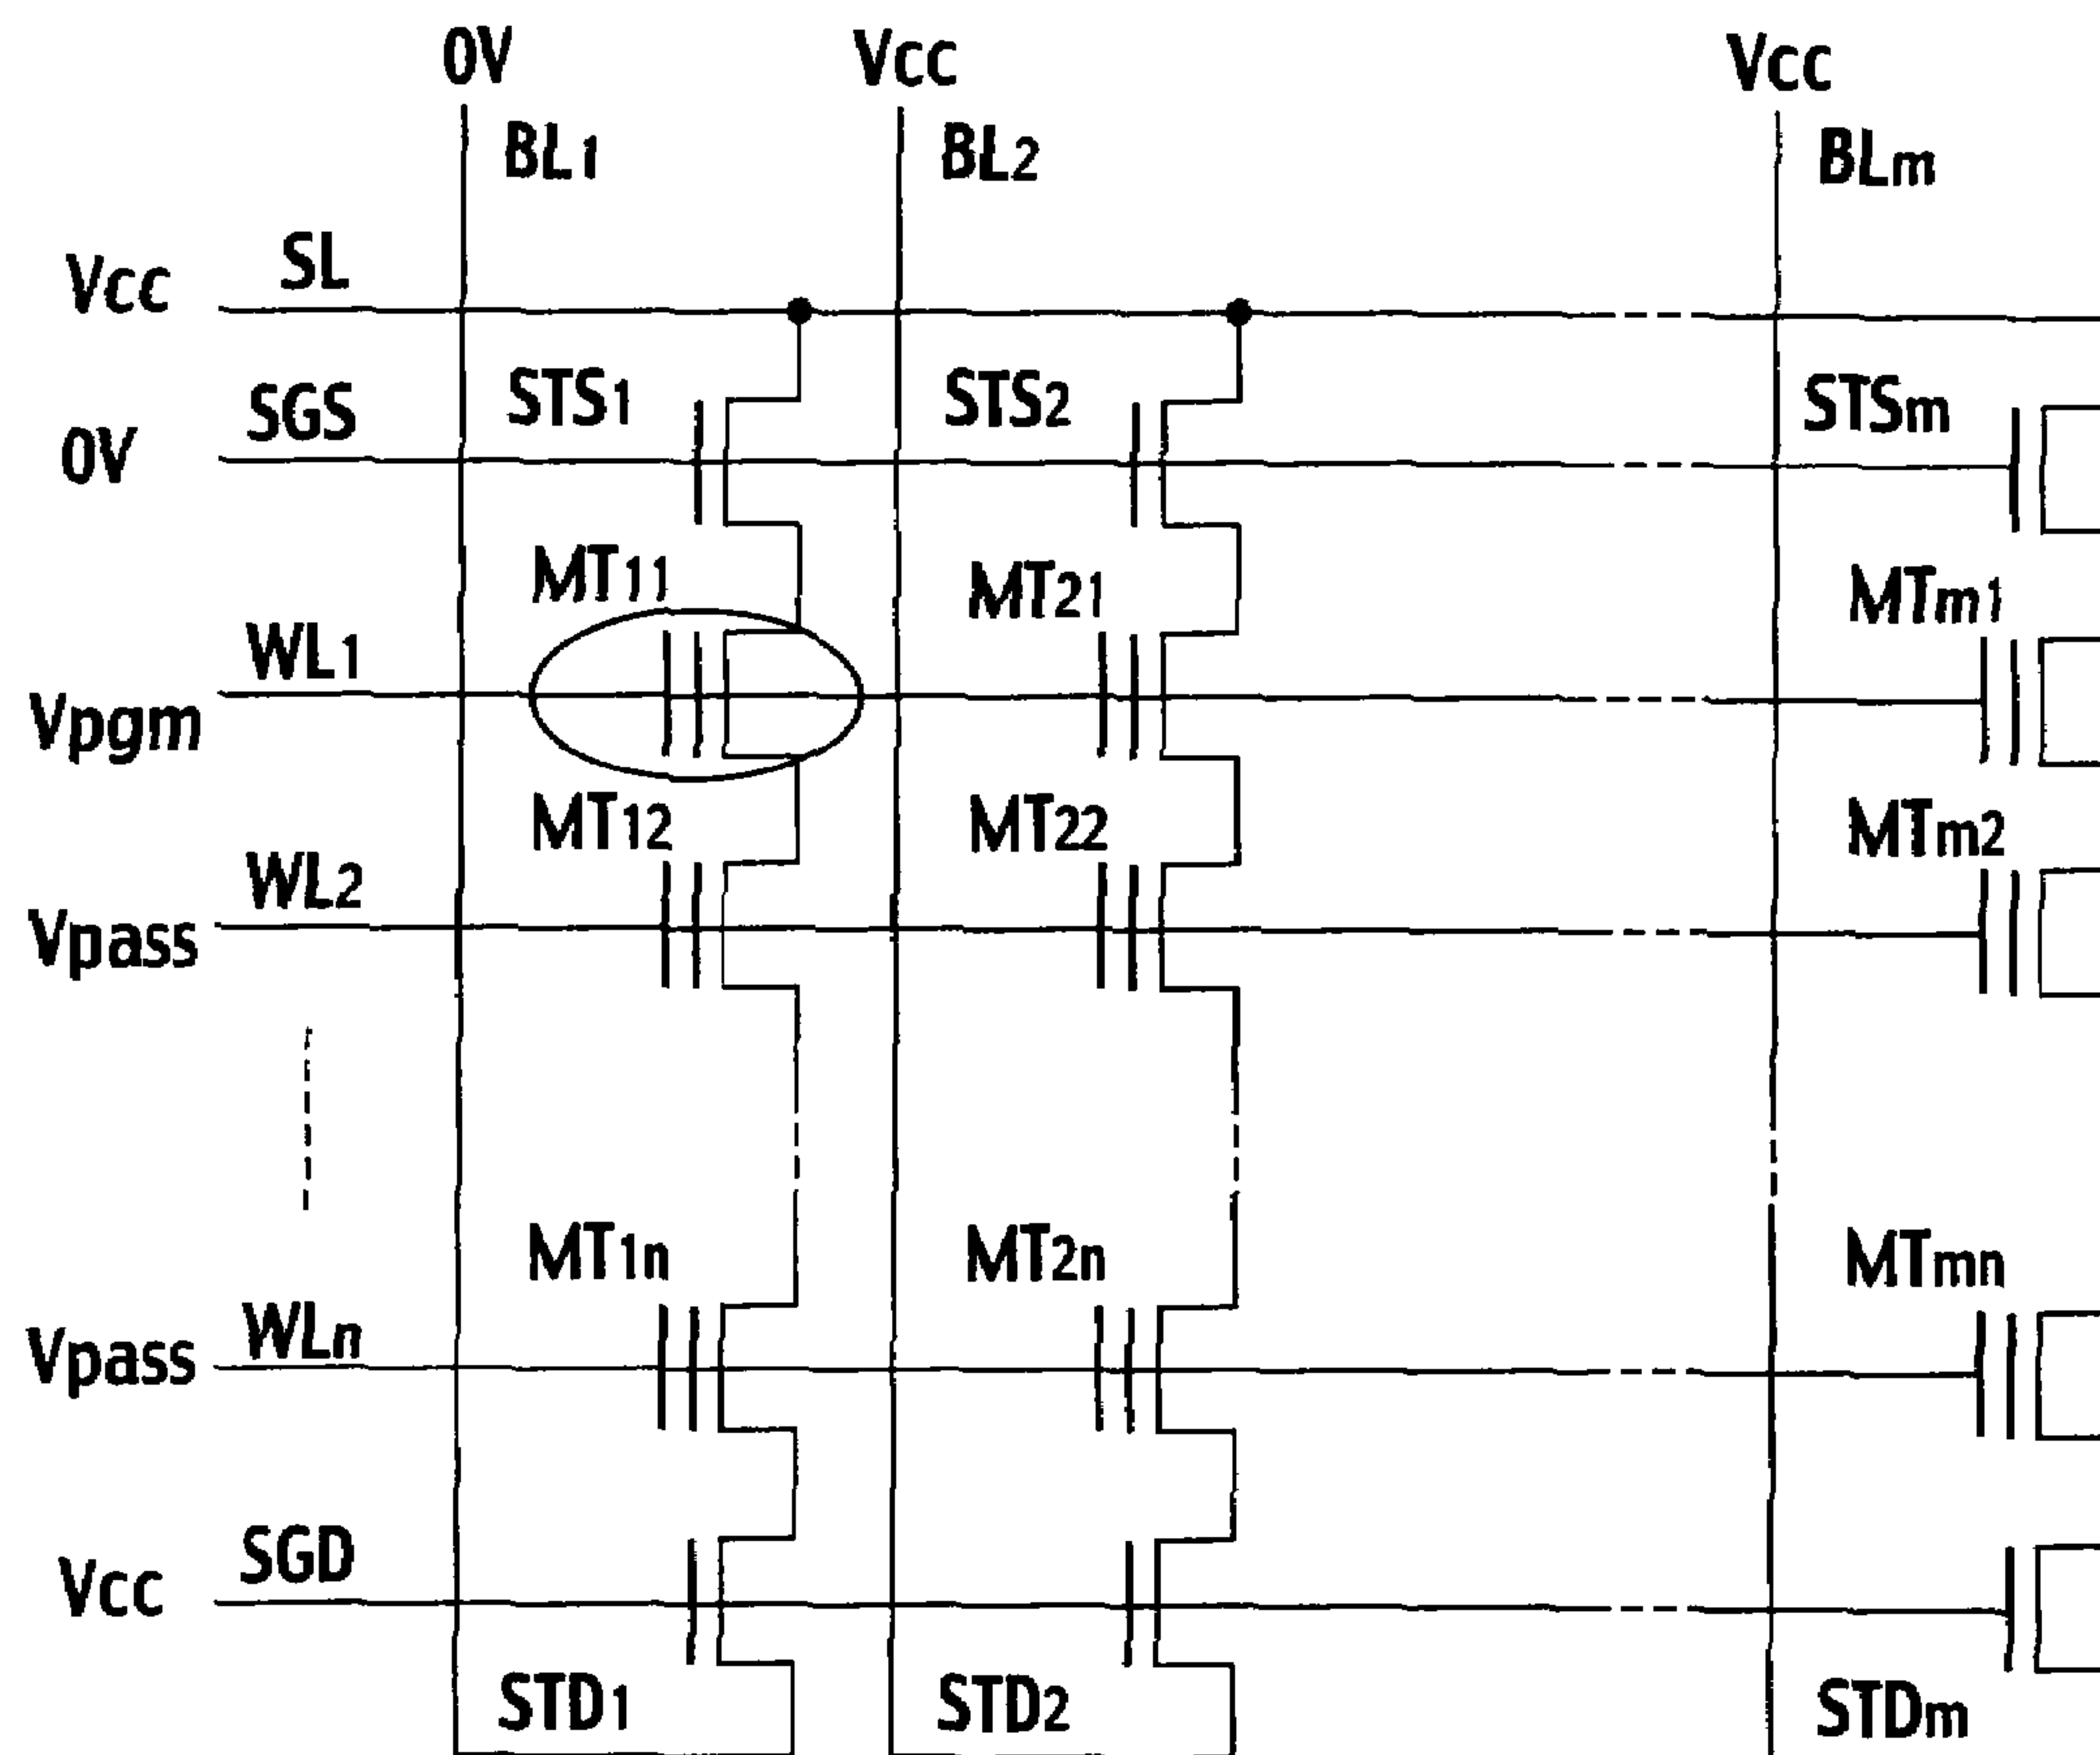 0V Vcc Vcc
BL1 BL2 BLm
Vcc SL
SGS STS1 STS2 STSm
0V
MT11 MT21 MTm1
WL1
Vpgm
MT12 MT22 MTm2
WL2
Vpass
MT1n MT2n MTmn
WLn
Vpass
SGD
Vcc
STD1 STD2 STDm